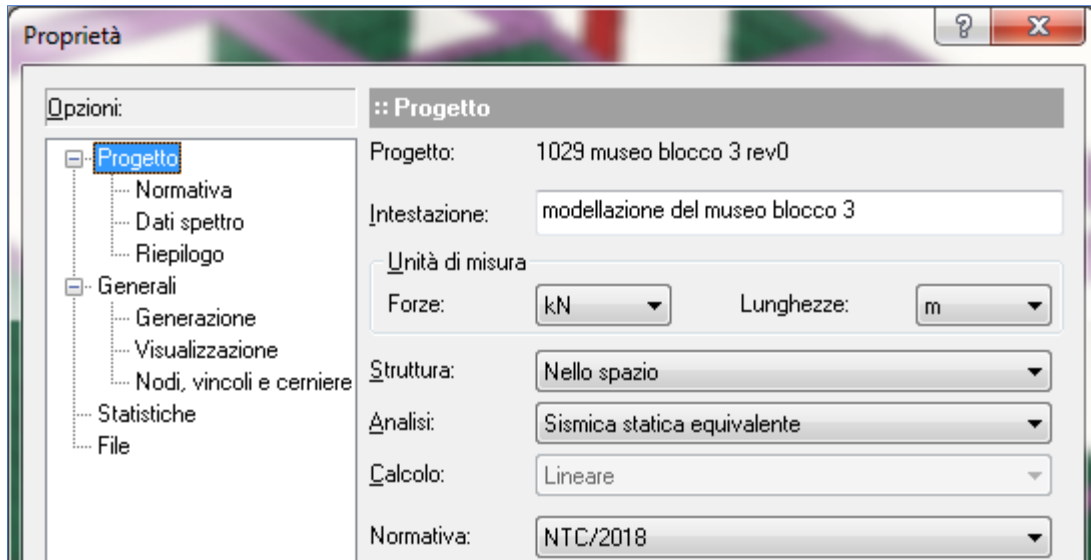 Proprietà
?
Opzioni:
Progetto
Normativa
Dati spettro
Riepilogo
Generali
Generazione
Visualizzazione
Nodi, vincoli e cerniere
Statistiche
File
:: Progetto
Progetto: 1029 museo blocco 3 rev0
Intestazione: modellazione del museo blocco 3
Unità di misura
Forze: kN Lunghezze: m
Struttura: Nello spazio
Analisi: Sismica statica equivalente
Calcolo: Lineare
Normativa: NTC/2018